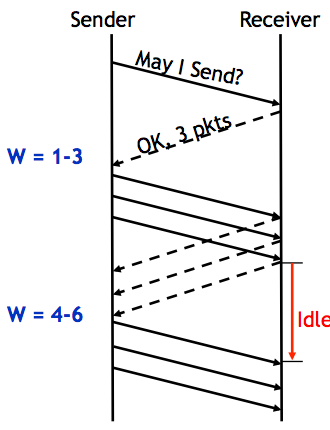 Sender
Receiver
May I Send?
OK, 3 pkts
W = 1-3
W = 4-6
Idle